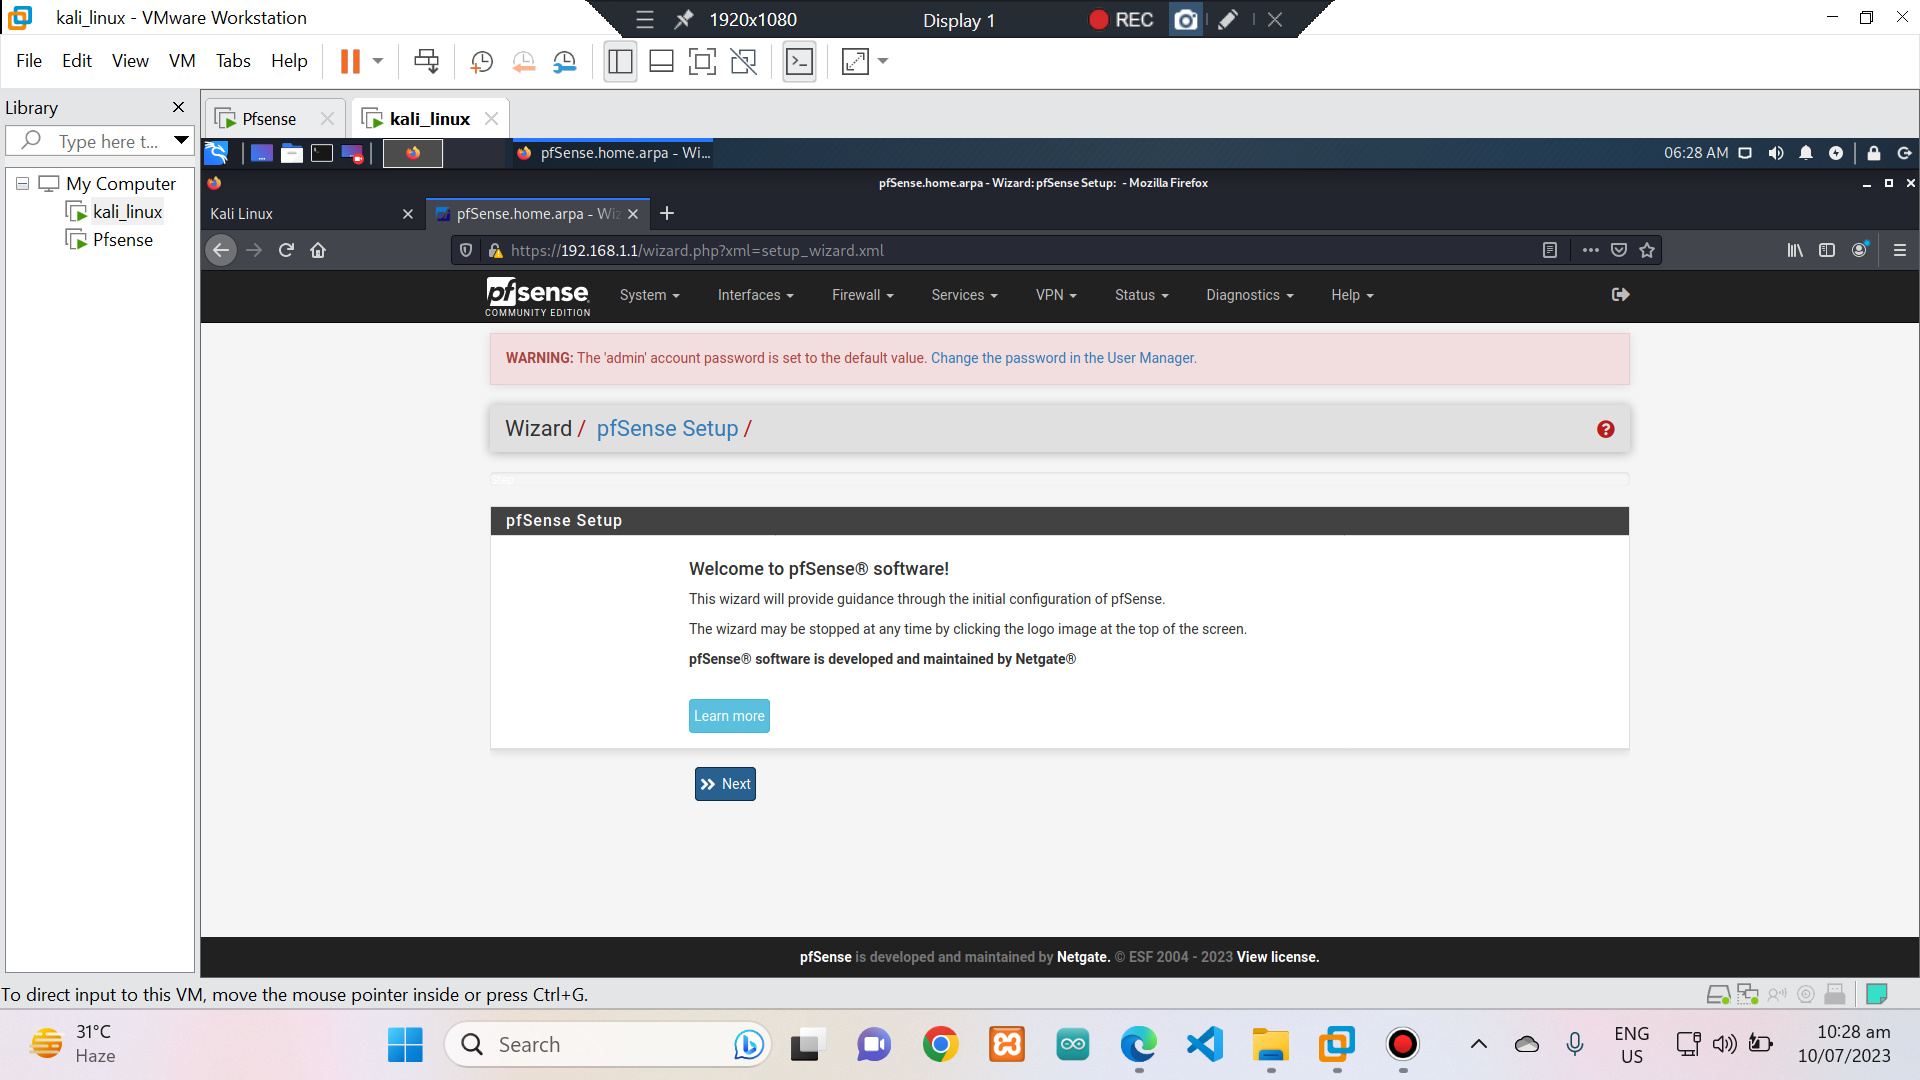 kali_linux - VMware Workstation
1920x1080
Display 1
REC
File Edit View VM Tabs Help
Library
Type here t...
My Computer
kali_linux
Pfsense
Pfsense
kali_linux
pfSense.home.arpa - Wi...
06:28 AM
pfSense.home.arpa - Wizard: pfSense Setup: - Mozilla Firefox
Kali Linux
pfSense.home.arpa - Wiz
https://192.168.1.1/wizard.php?xml=setup_wizard.xml
pfsense
COMMUNITY EDITION
System Interfaces Firewall Services VPN Status Diagnostics Help
WARNING: The 'admin' account password is set to the default value. Change the password in the User Manager.
Wizard / pfSense Setup /
Step
pfSense Setup
Welcome to pfSense® software!
This wizard will provide guidance through the initial configuration of pfSense.
The wizard may be stopped at any time by clicking the logo image at the top of the screen.
pfSense® software is developed and maintained by Netgate®
Learn more
Next
pfSense is developed and maintained by Netgate. © ESF 2004 - 2023 View license.
To direct input to this VM, move the mouse pointer inside or press Ctrl+G.
31°C
Haze
Search
ENG
US
10:28 am
10/07/2023